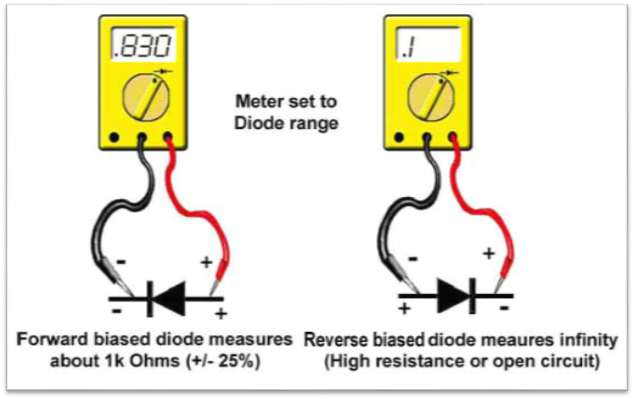 .830
.1
Meter set to
Diode range
- +
- +
- +
+ -
Forward biased diode measures
about 1k Ohms (+/- 25%)
Reverse biased diode meaures infinity
(High resistance or open circuit)